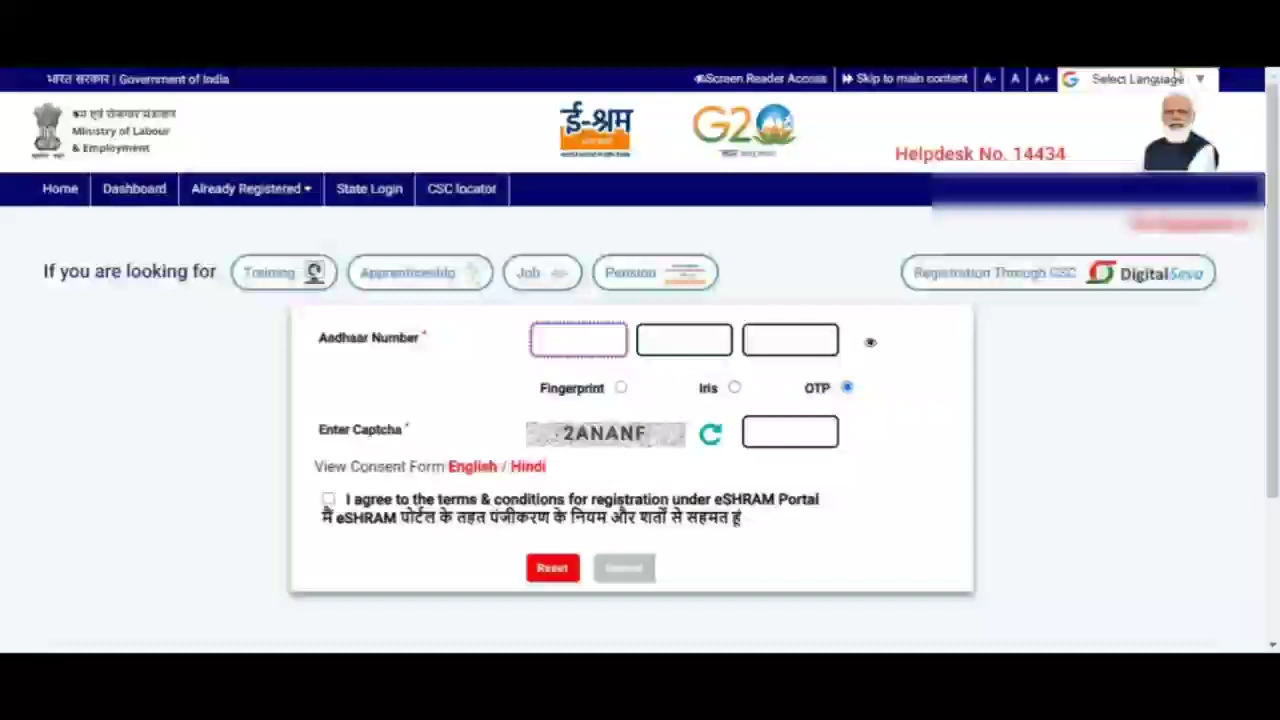 भारत सरकार | Government of India
Screen Reader Access
Skip to main content
A-
A
A+
Select Language
श्रम एवं रोजगार मंत्रालय
Ministry of Labour
& Employment
ई-श्रम
G20
Helpdesk No. 14434
Home
Dashboard
Already Registered
State Login
CSC locator
If you are looking for
Training
Apprenticeship
Job
Pension
Registration Through CSC
DigitalSeva
Aadhaar Number *
Fingerprint
Iris
OTP
Enter Captcha *
2ANANF
View Consent Form English / Hindi
I agree to the terms & conditions for registration under eSHRAM Portal
मैं eSHRAM पोर्टल के तहत पंजीकरण के नियम और शर्तों से सहमत हूं
Reset